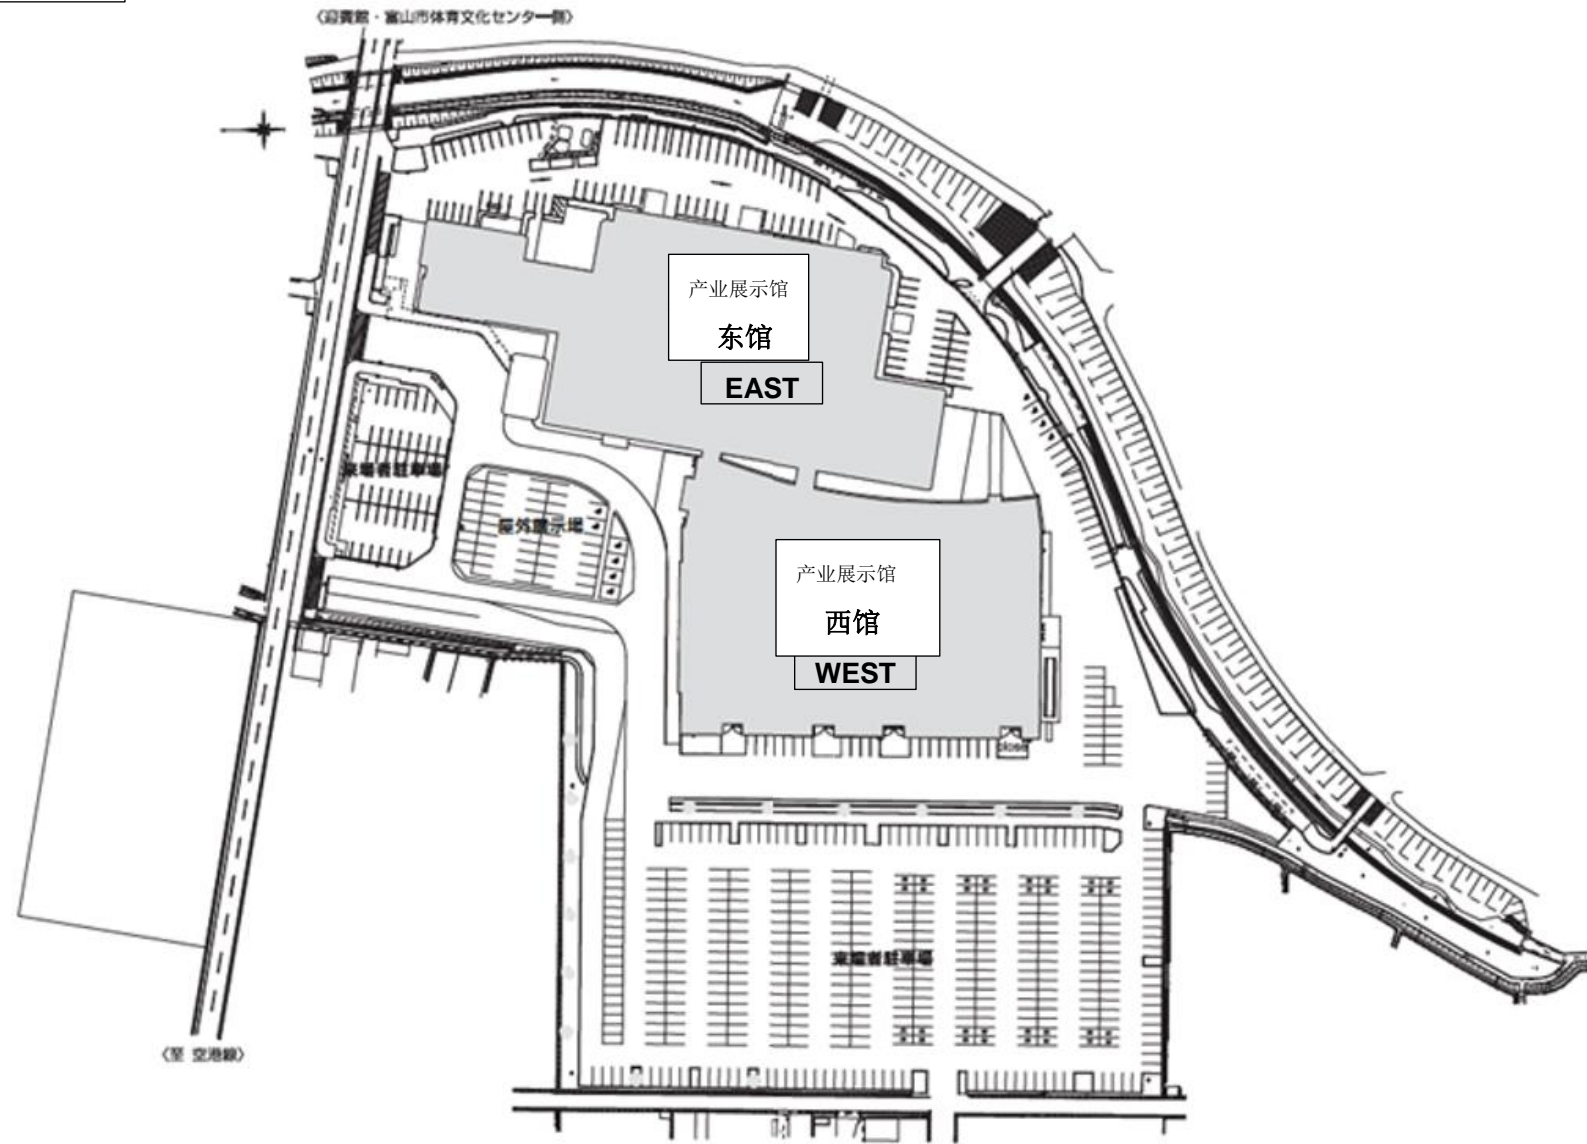 〈迎賓館・富山市体育文化センター側〉
产业展示馆
东馆
EAST
来場者駐車場
屋外展示場
产业展示馆
西馆
WEST
close
来場者駐車場
〈至 空港線〉